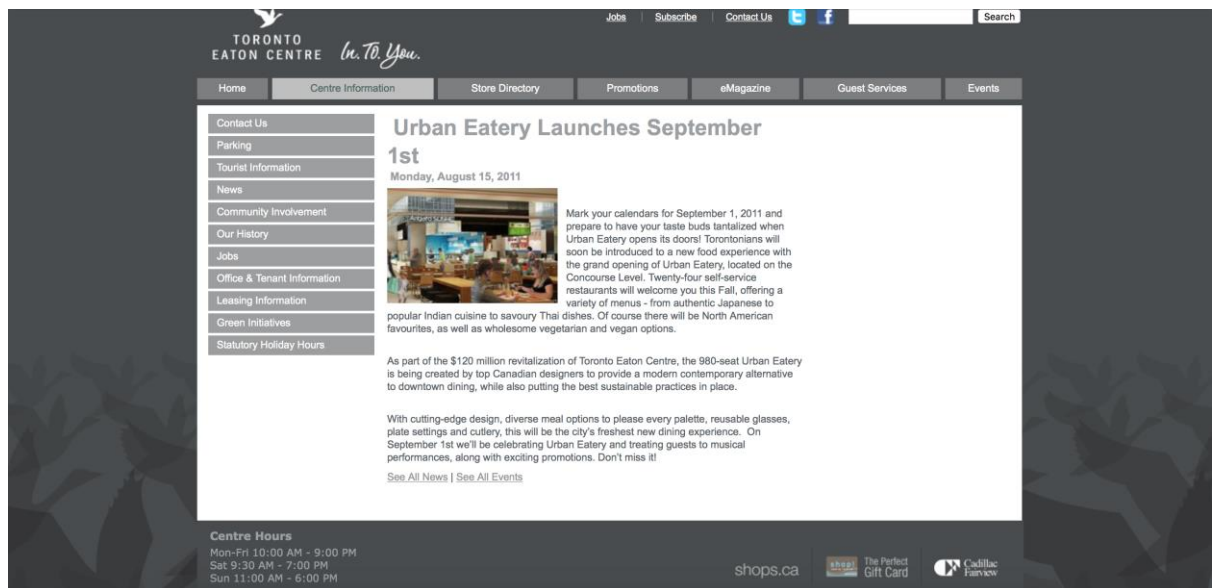 Jobs | Subscribe | Contact Us
Search
TORONTO
EATON CENTRE In. TO. You.
Home
Centre Information
Store Directory
Promotions
eMagazine
Guest Services
Events
Contact Us
Parking
Tourist Information
News
Community Involvement
Our History
Jobs
Office & Tenant Information
Leasing Information
Green Initiatives
Statutory Holiday Hours
Urban Eatery Launches September
1st
Monday, August 15, 2011
Mark your calendars for September 1, 2011 and
prepare to have your taste buds tantalized when
Urban Eatery opens its doors! Torontonians will
soon be introduced to a new food experience with
the grand opening of Urban Eatery, located on the
Concourse Level. Twenty-four self-service
restaurants will welcome you this Fall, offering a
variety of menus - from authentic Japanese to
popular Indian cuisine to savoury Thai dishes. Of course there will be North American
favourites, as well as wholesome vegetarian and vegan options.
As part of the $120 million revitalization of Toronto Eaton Centre, the 980-seat Urban Eatery
is being created by top Canadian designers to provide a modern contemporary alternative
to downtown dining, while also putting the best sustainable practices in place.
With cutting-edge design, diverse meal options to please every palette, reusable glasses,
plate settings and cutlery, this will be the city's freshest new dining experience. On
September 1st we'll be celebrating Urban Eatery and treating guests to musical
performances, along with exciting promotions. Don't miss it!
See All News | See All Events
Centre Hours
Mon-Fri 10:00 AM - 9:00 PM
Sat 9:30 AM - 7:00 PM
Sun 11:00 AM - 6:00 PM
shops.ca
shop!
The Perfect
Gift Card
Cadillac
Fairview